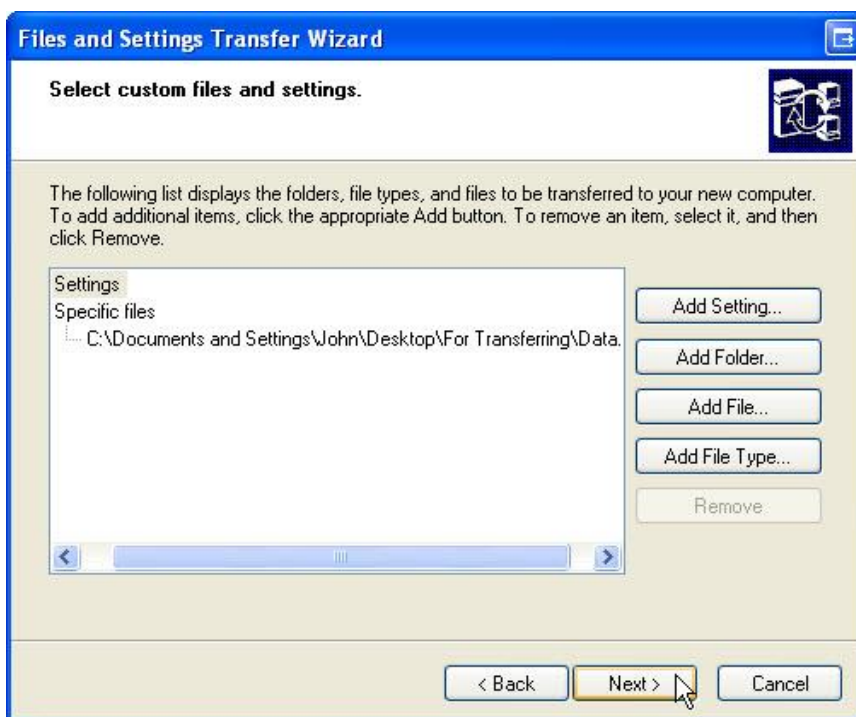 Files and Settings Transfer Wizard
Select custom files and settings.
The following list displays the folders, file types, and files to be transferred to your new computer.
To add additional items, click the appropriate Add button. To remove an item, select it, and then
click Remove.
Settings
Specific files
C:\Documents and Settings\John\Desktop\For Transferring\Data.
Add Setting...
Add Folder...
Add File...
Add File Type...
Remove
< Back
Next >
Cancel